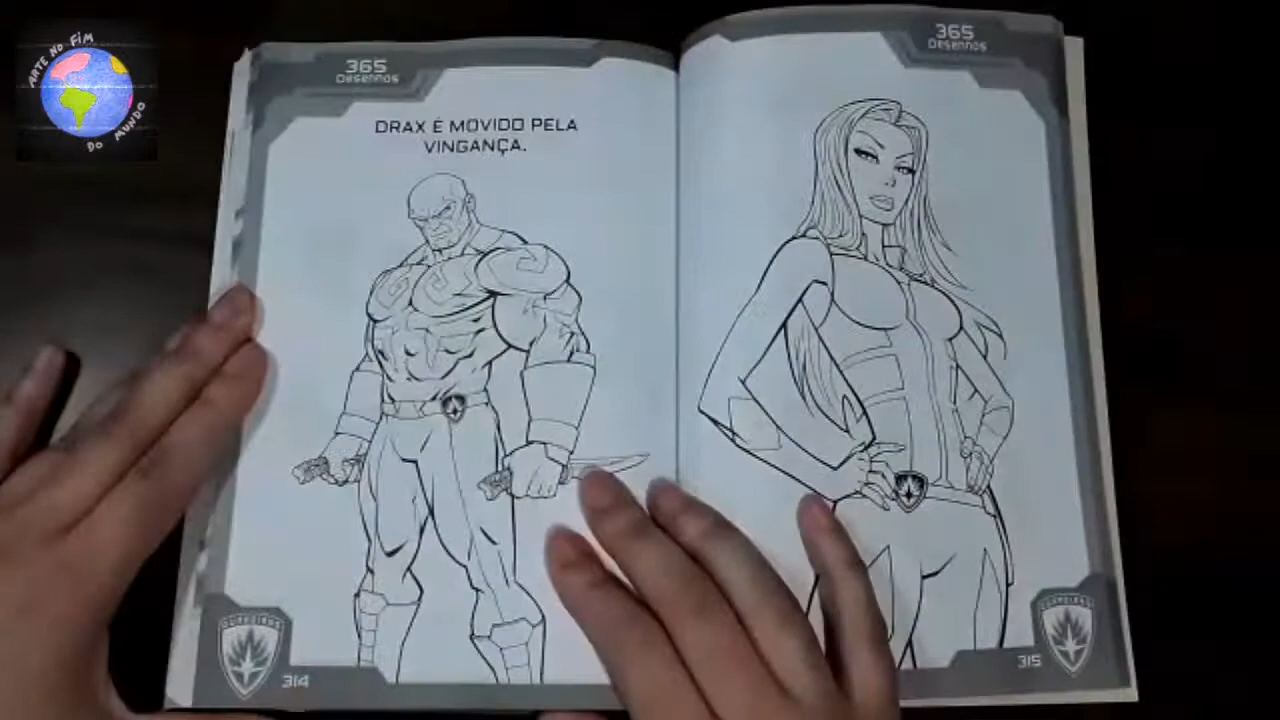 ARTE NO FIM
DO MUNDO
365
Desenhos
DRAX É MOVIDO PELA
VINGANÇA.
314
365
Desenhos
315